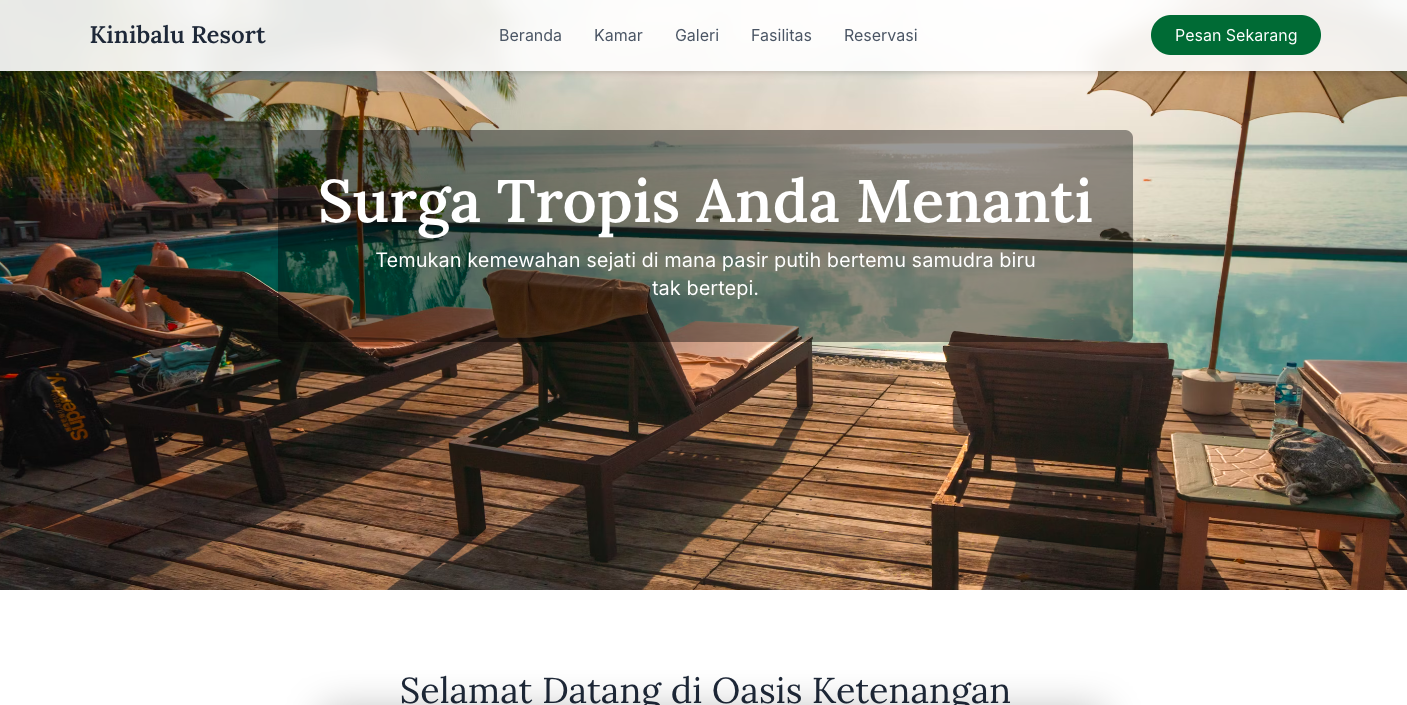 Kinibalu Resort
Beranda
Kamar
Galeri
Fasilitas
Reservasi
Pesan Sekarang
Surga Tropis Anda Menanti
Temukan kemewahan sejati di mana pasir putih bertemu samudra biru
tak bertepi.
Superdry
Selamat Datang di Oasis Ketenangan